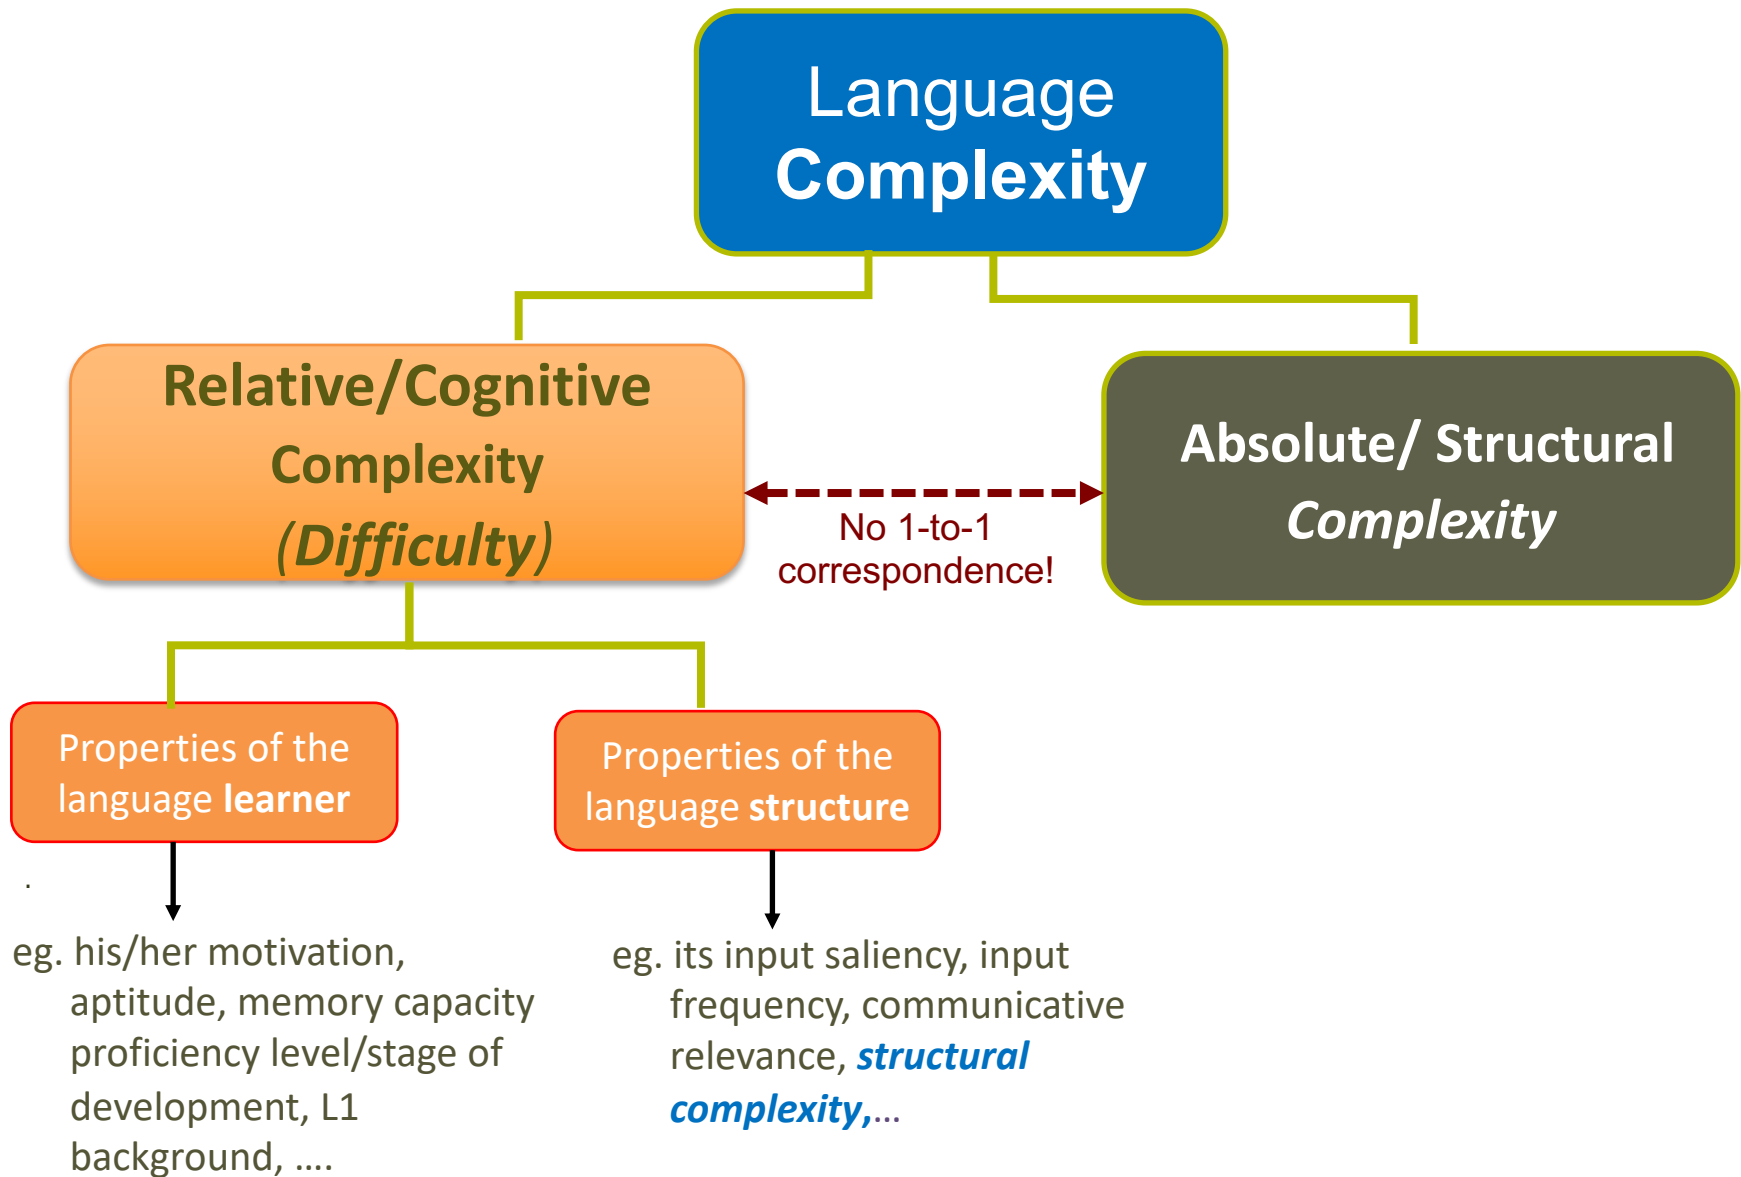 Language
Complexity
Relative/Cognitive
Complexity
(Difficulty)
Absolute/ Structural
Complexity
No 1-to-1
correspondence!
Properties of the
language learner
Properties of the
language structure
.
eg. his/her motivation,
aptitude, memory capacity
proficiency level/stage of
development, L1
background, ....
eg. its input saliency, input
frequency, communicative
relevance, structural
complexity,...